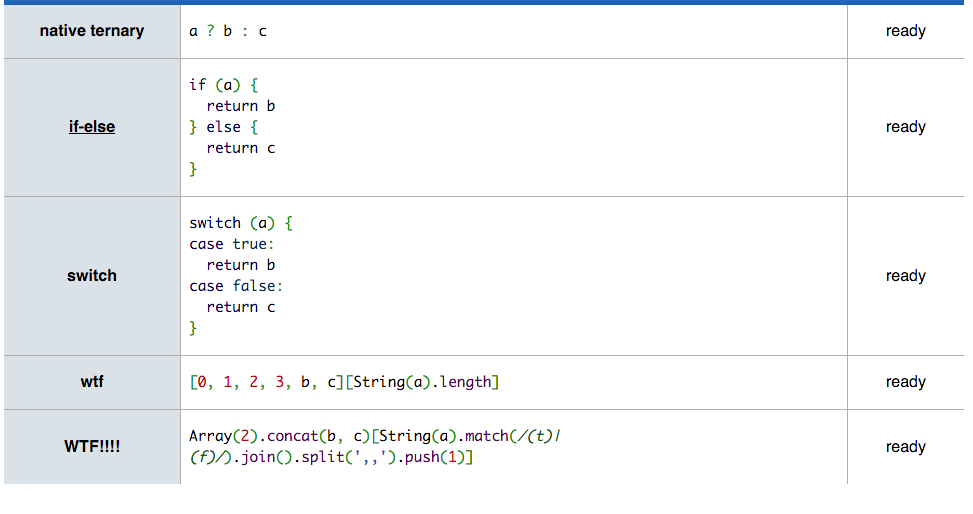 native ternary
a ? b : c
ready
if-else
if (a) {
  return b
} else {
  return c
}
ready
switch
switch (a) {
case true:
  return b
case false:
  return c
}
ready
wtf
[0, 1, 2, 3, b, c][String(a).length]
ready
WTF!!!!
Array(2).concat(b, c)[String(a).match(/(t)|
(f)/).join().split(',,').push(1)]
ready